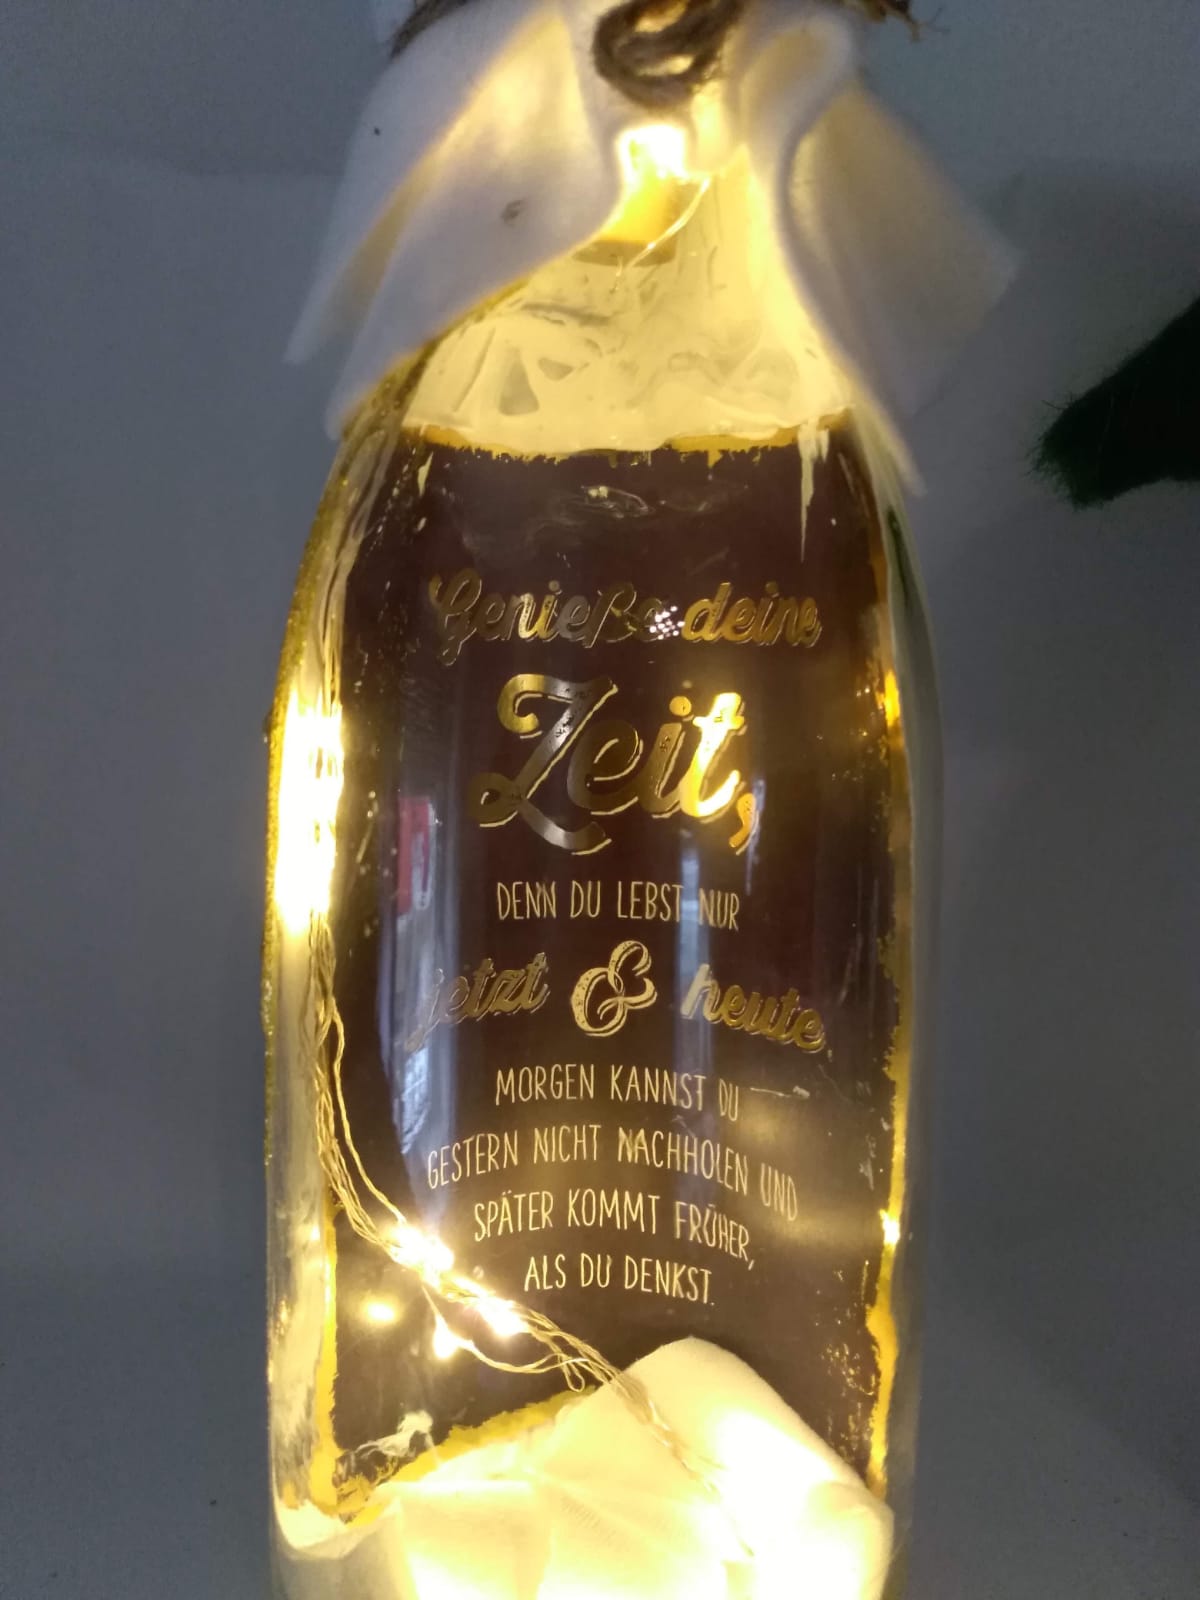 Genieße deine
Zeit,
DENN DU LEBST NUR
jetzt & heute.
MORGEN KANNST DU
GESTERN NICHT NACHHOLEN UND
SPÄTER KOMMT FRÜHER,
ALS DU DENKST.